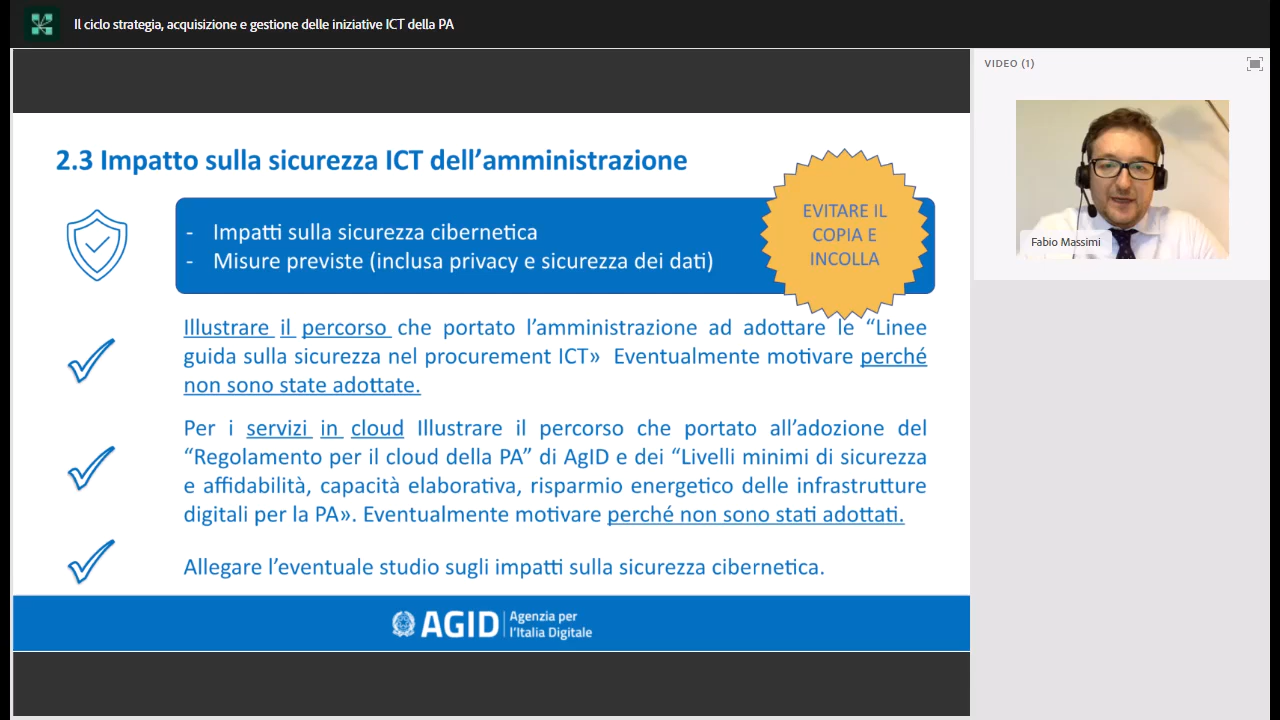 Il ciclo strategia, acquisizione e gestione delle iniziative ICT della PA
VIDEO (1)
Fabio Massimi
2.3 Impatto sulla sicurezza ICT dell’amministrazione
- Impatti sulla sicurezza cibernetica
- Misure previste (inclusa privacy e sicurezza dei dati)
EVITARE IL
COPIA E
INCOLLA
Illustrare il percorso che portato l’amministrazione ad adottare le “Linee
guida sulla sicurezza nel procurement ICT» Eventualmente motivare perché
non sono state adottate.
Per i servizi in cloud Illustrare il percorso che portato all’adozione del
“Regolamento per il cloud della PA” di AgID e dei “Livelli minimi di sicurezza
e affidabilità, capacità elaborativa, risparmio energetico delle infrastrutture
digitali per la PA». Eventualmente motivare perché non sono stati adottati.
Allegare l’eventuale studio sugli impatti sulla sicurezza cibernetica.
AGID
Agenzia per
l’Italia Digitale